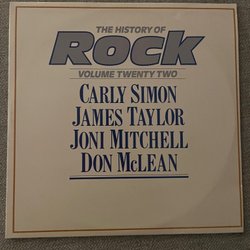 THE HISTORY OF
ROCK
VOLUME TWENTY TWO
CARLY SIMON
JAMES TAYLOR
JONI MITCHELL
DON McLEAN